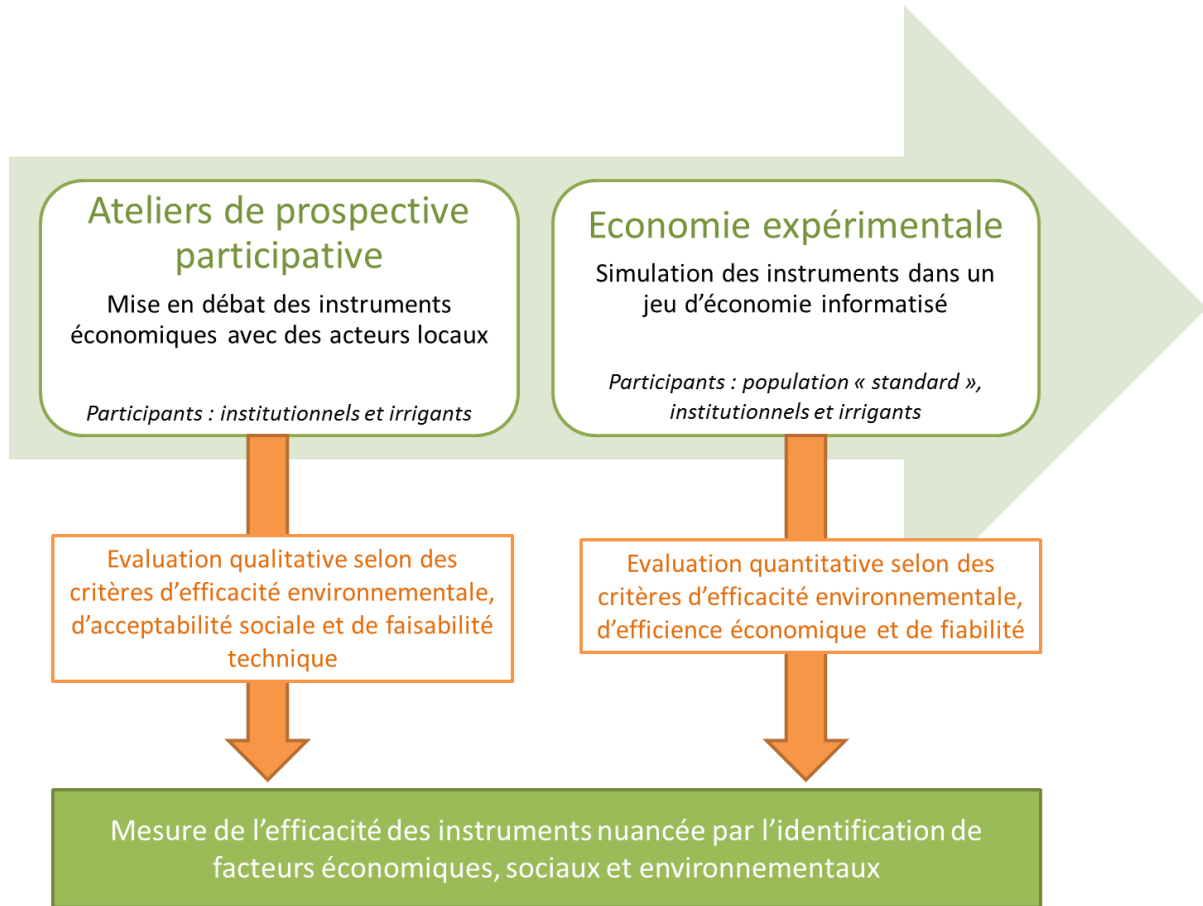 Ateliers de prospective
participative
Mise en débat des instruments
économiques avec des acteurs locaux
Participants : institutionnels et irrigants
Economie expérimentale
Simulation des instruments dans un
jeu d’économie informatisé
Participants : population « standard »,
institutionnels et irrigants
Evaluation qualitative selon des
critères d’efficacité environnementale,
d’acceptabilité sociale et de faisabilité
technique
Evaluation quantitative selon des
critères d’efficacité environnementale,
d’efficience économique et de fiabilité
Mesure de l’efficacité des instruments nuancée par l’identification de
facteurs économiques, sociaux et environnementaux